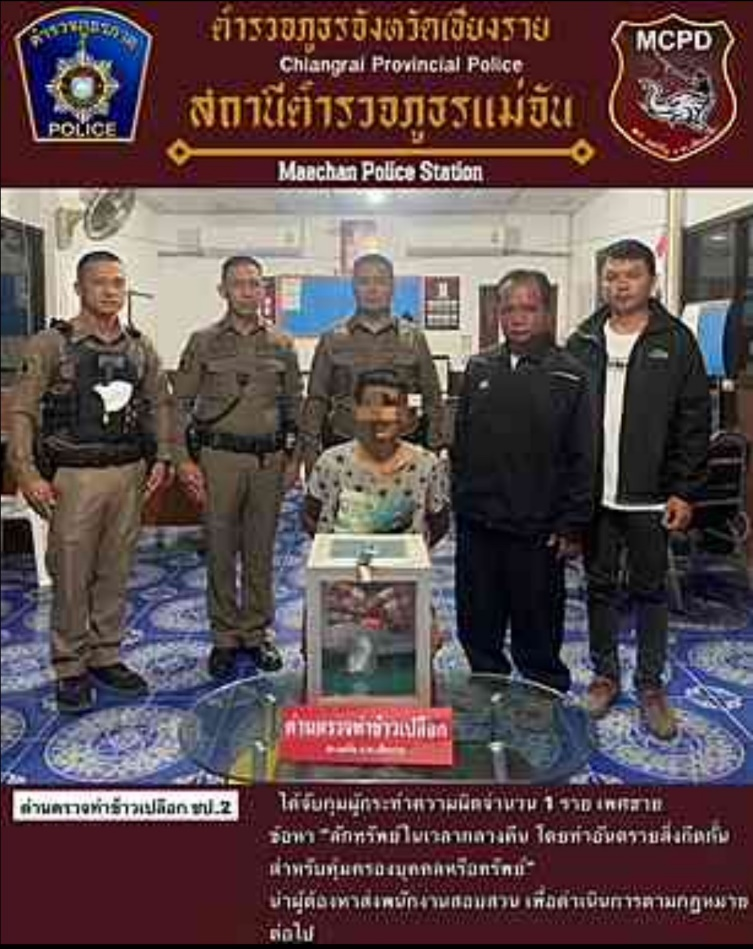 ตำรวจภูธรจังหวัดเชียงราย
Chiangrai Provincial Police
สถานีตำรวจภูธรแม่จัน
Maechan Police Station
ตำรวจภูธรภาค
POLICE
MCPD
ด่านตรวจท่าข้าวเปลือก
ด่านตรวจท่าข้าวเปลือก ชป.2
ได้จับกุมผู้กระทำความผิดจำนวน 1 ราย เพศชาย
ข้อหา "ลักทรัพย์ในเวลากลางคืน โดยทำอันตรายสิ่งกีดกั้น
สำหรับคุ้มครองบุคคลหรือทรัพย์"
นำผู้ต้องหาส่งพนักงานสอบสวน เพื่อดำเนินการตามกฎหมาย
ต่อไป